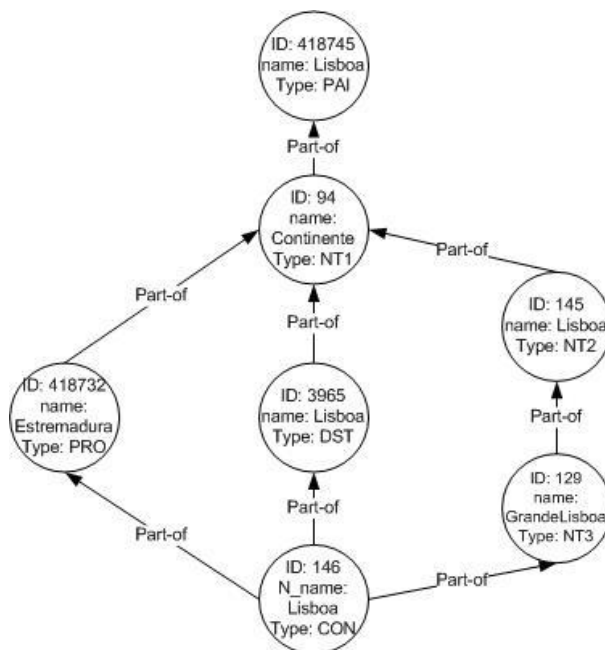 ID: 418745
name: Lisboa
Type: PAI
Part-of
ID: 94
name:
Continente
Type: NT1
Part-of
Part-of
Part-of
ID: 145
name: Lisboa
Type: NT2
ID: 418732
name:
Estremadura
Type: PRO
ID: 3965
name: Lisboa
Type: DST
Part-of
ID: 129
name:
GrandeLisboa
Type: NT3
Part-of
Part-of
Part-of
ID: 146
N_name:
Lisboa
Type: CON